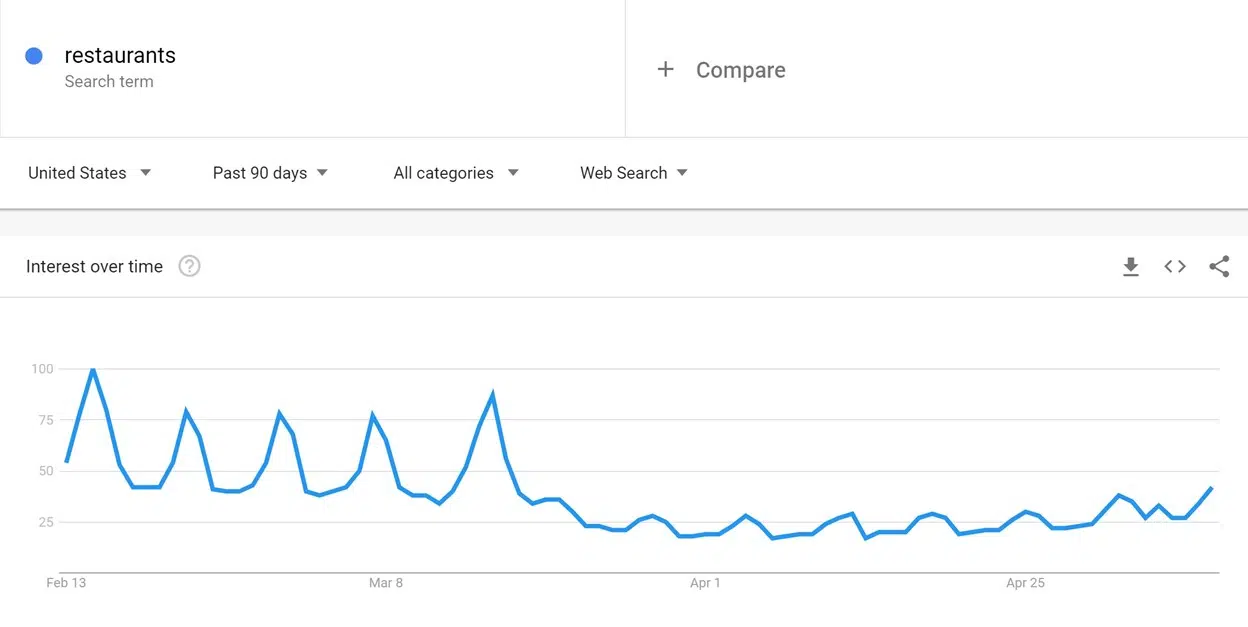 restaurants
Search term
+ Compare
United States
Past 90 days
All categories
Web Search
Interest over time ?
100
75
50
25
Feb 13
Mar 8
Apr 1
Apr 25